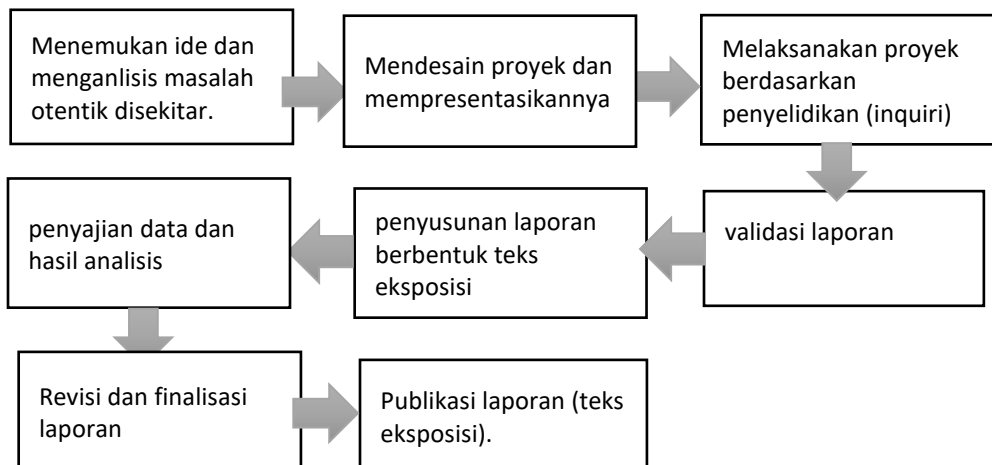 Menemukan ide dan
menganlisis masalah
otentik disekitar.
Mendesain proyek dan
mempresentasikannya
Melaksanakan proyek
berdasarkan
penyelidikan (inquiri)
validasi laporan
penyusunan laporan
berbentuk teks
eksposisi
penyajian data dan
hasil analisis
Revisi dan finalisasi
laporan
Publikasi laporan (teks
eksposisi).